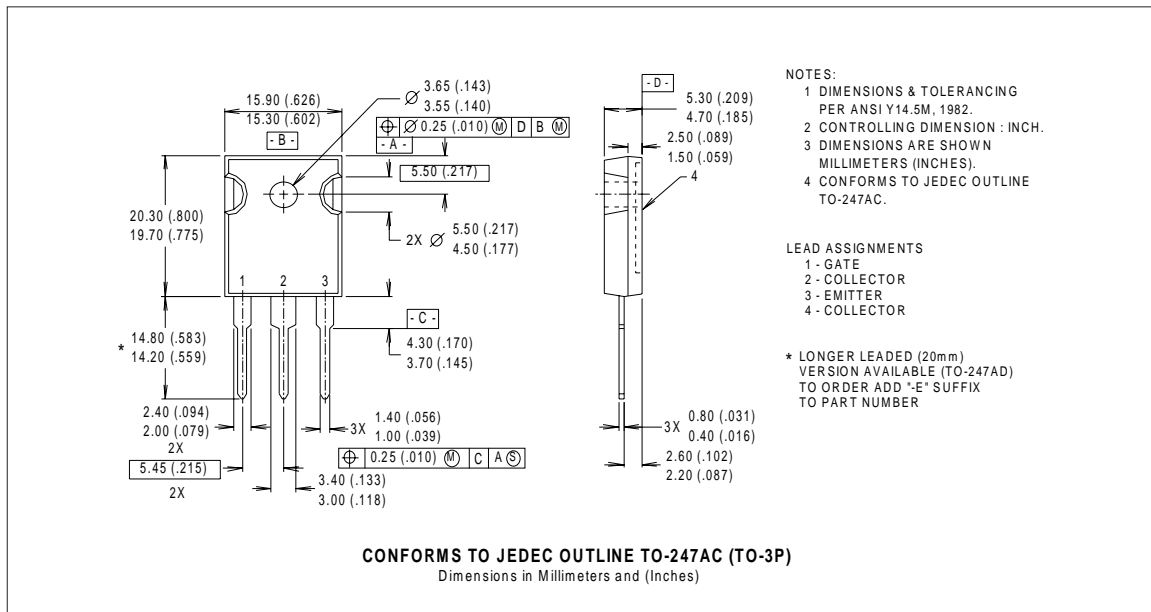 3.65 (.143)
3.55 (.140)
15.90 (.626)
15.30 (.602)
- B -
⌖ Ø 0.25 (.010) Ⓜ D B Ⓜ
- A -
5.50 (.217)
20.30 (.800)
19.70 (.775)
2X Ø 5.50 (.217)
4.50 (.177)
1 2 3
- C -
* 14.80 (.583)
14.20 (.559)
4.30 (.170)
3.70 (.145)
2.40 (.094)
2.00 (.079)
2X
1.40 (.056)
3X 1.00 (.039)
5.45 (.215)
2X
⌖ 0.25 (.010) Ⓜ C A Ⓢ
3.40 (.133)
3.00 (.118)
- D -
5.30 (.209)
4.70 (.185)
2.50 (.089)
1.50 (.059)
4
3X 0.80 (.031)
0.40 (.016)
2.60 (.102)
2.20 (.087)
NOTES:
1 DIMENSIONS & TOLERANCING
PER ANSI Y14.5M, 1982.
2 CONTROLLING DIMENSION : INCH.
3 DIMENSIONS ARE SHOWN
MILLIMETERS (INCHES).
4 CONFORMS TO JEDEC OUTLINE
TO-247AC.
LEAD ASSIGNMENTS
1 - GATE
2 - COLLECTOR
3 - EMITTER
4 - COLLECTOR
* LONGER LEADED (20mm)
VERSION AVAILABLE (TO-247AD)
TO ORDER ADD "-E" SUFFIX
TO PART NUMBER
CONFORMS TO JEDEC OUTLINE TO-247AC (TO-3P)
Dimensions in Millimeters and (Inches)